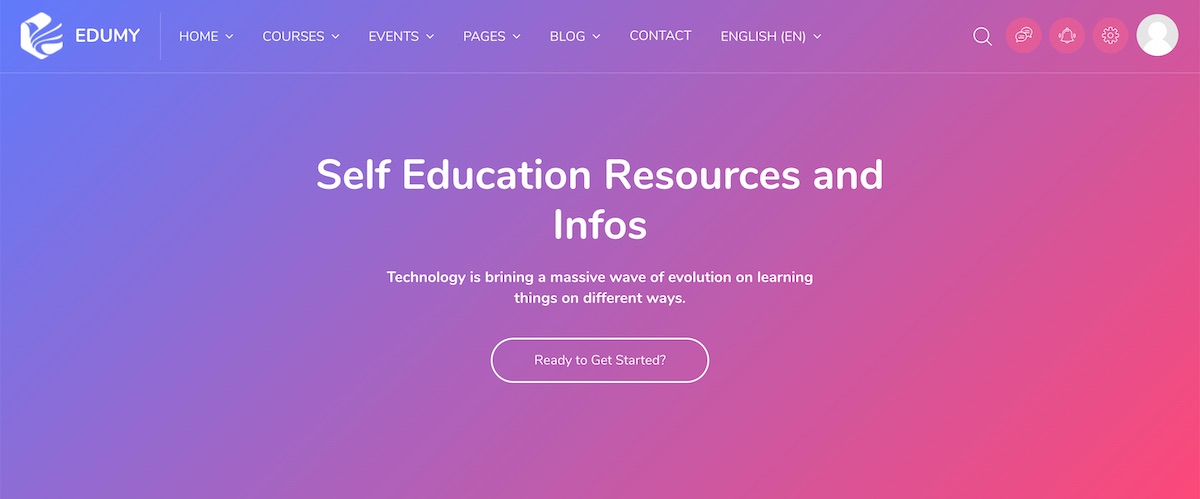 EDUMY HOME COURSES EVENTS PAGES BLOG CONTACT ENGLISH (EN)
Self Education Resources and
Infos
Technology is brining a massive wave of evolution on learning
things on different ways.
Ready to Get Started?